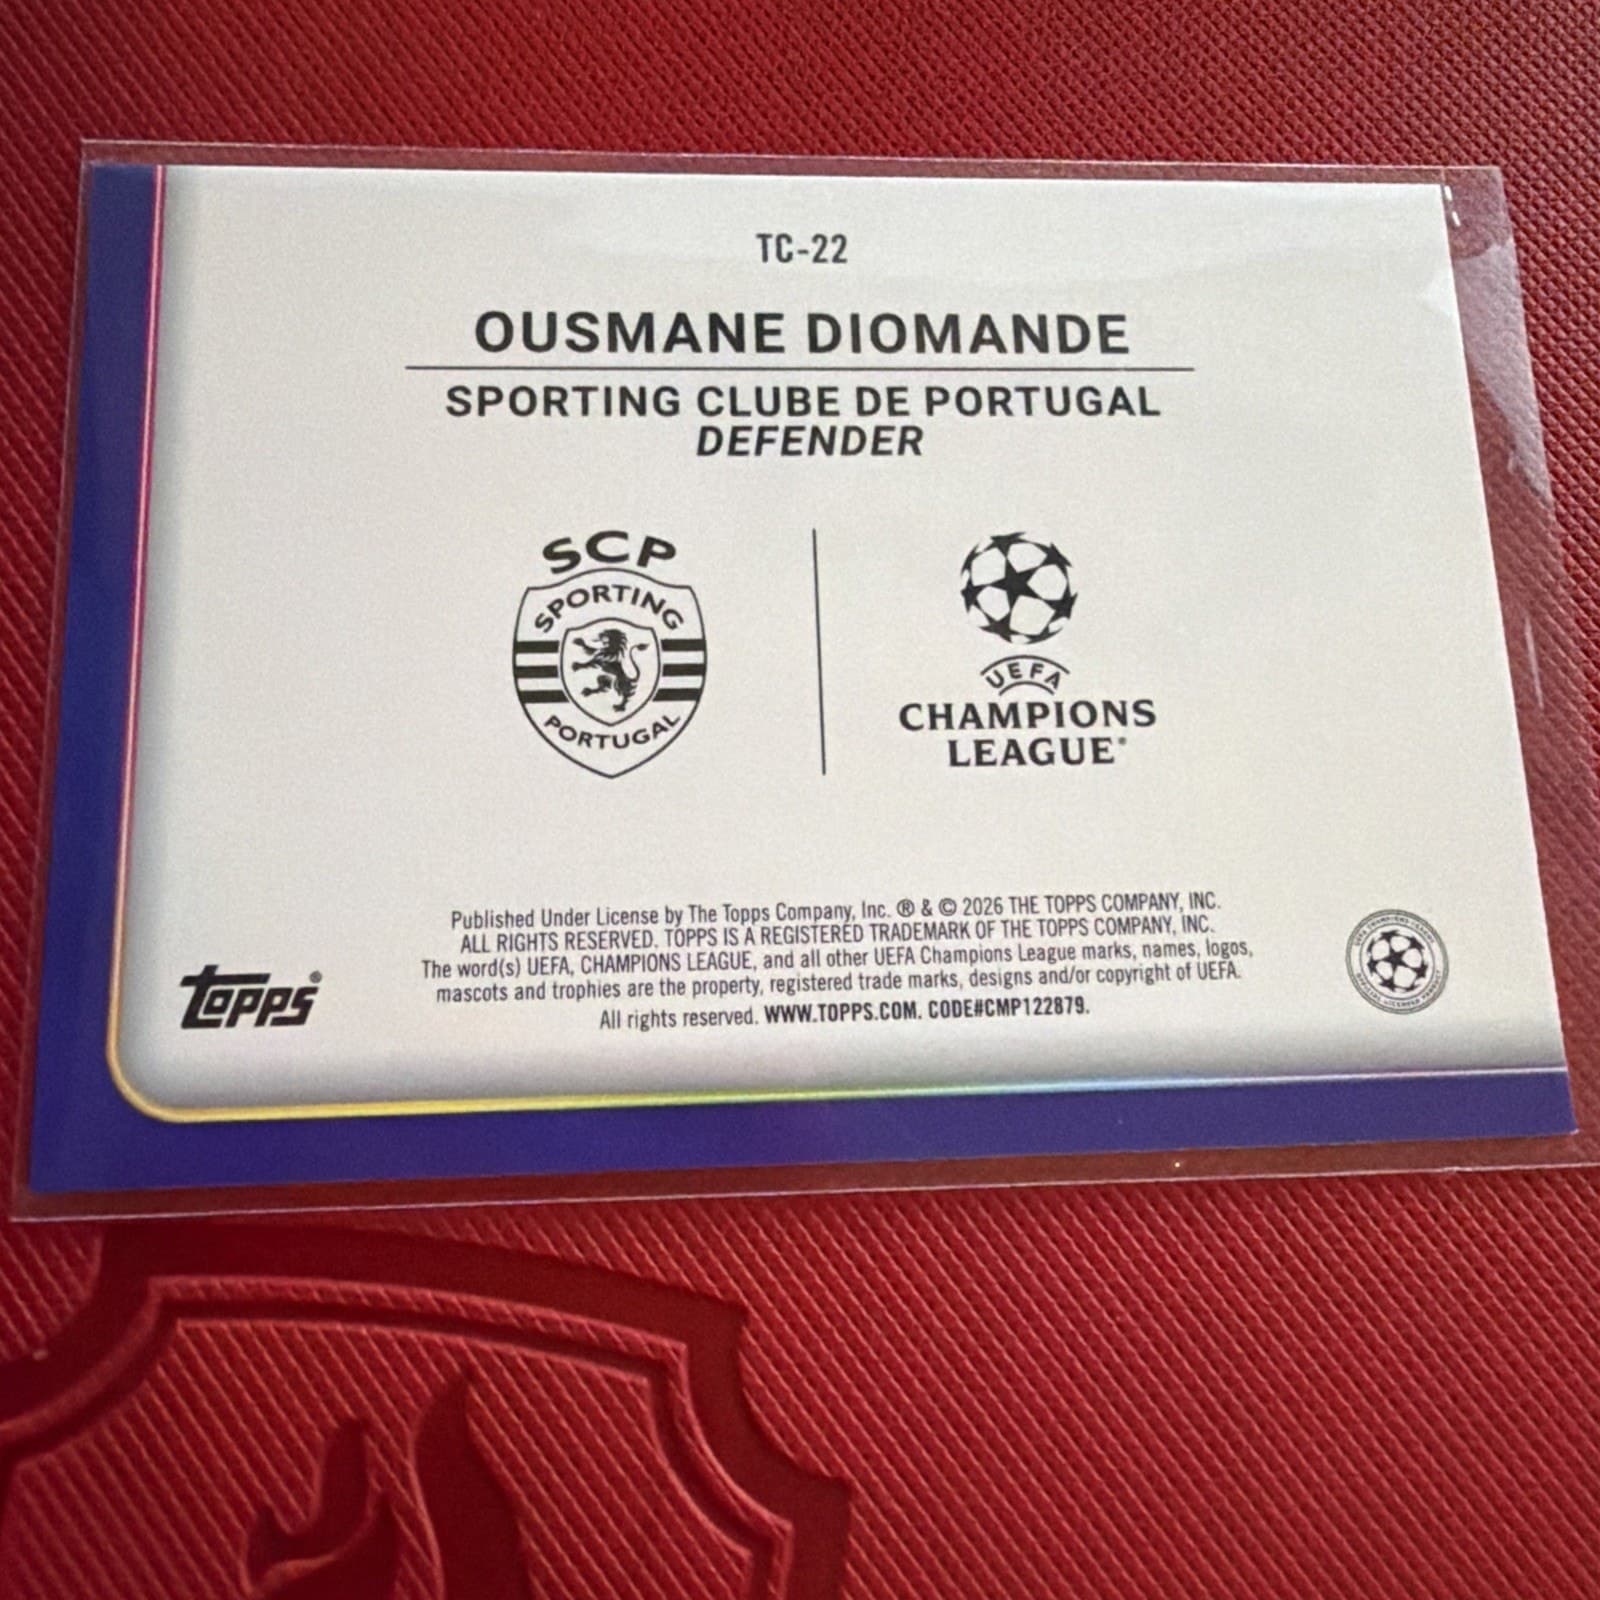 TC-22
OUSMANE DIOMANDE
SPORTING CLUBE DE PORTUGAL
DEFENDER
SCP
SPORTING
PORTUGAL
UEFA
CHAMPIONS
LEAGUE®
Published Under License by The Topps Company, Inc. ® & © 2026 THE TOPPS COMPANY, INC.
ALL RIGHTS RESERVED. TOPPS IS A REGISTERED TRADEMARK OF THE TOPPS COMPANY, INC.
The word(s) UEFA, CHAMPIONS LEAGUE, and all other UEFA Champions League marks, names, logos,
mascots and trophies are the property, registered trade marks, designs and/or copyright of UEFA.
All rights reserved. WWW.TOPPS.COM. CODE#CMP122879.
Topps®